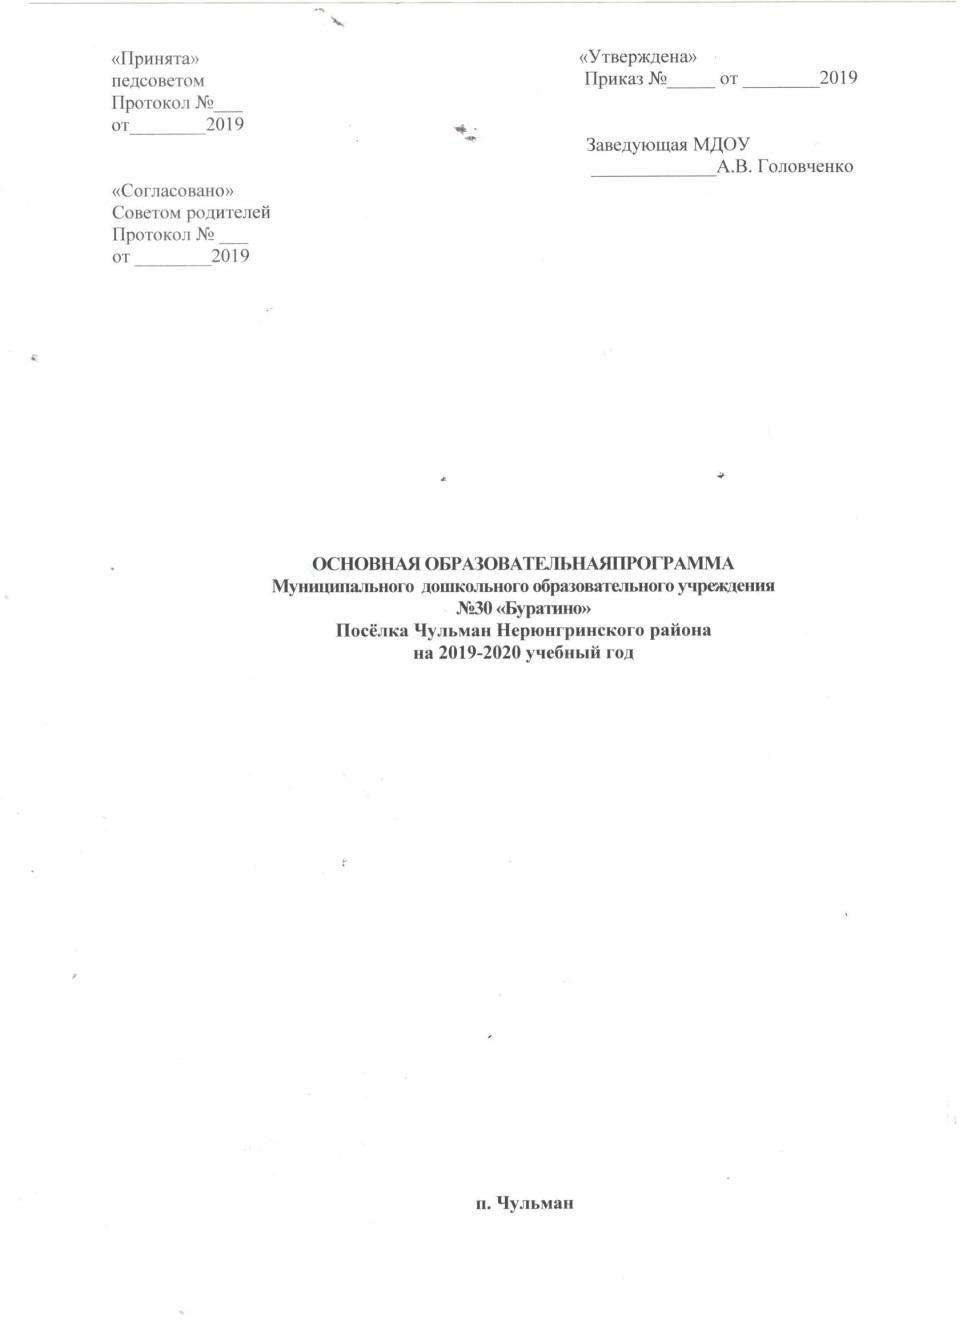 «Принята»
педсоветом
Протокол №___
от________2019
«Согласовано»
Советом родителей
Протокол № ___
от ________2019
«Утверждена»
Приказ №_____ от ________2019
Заведующая МДОУ
_____________А.В. Головченко
ОСНОВНАЯ ОБРАЗОВАТЕЛЬНАЯПРОГРАММА
Муниципального дошкольного образовательного учреждения
№30 «Буратино»
Посёлка Чульман Нерюнгринского района
на 2019-2020 учебный год
п. Чульман